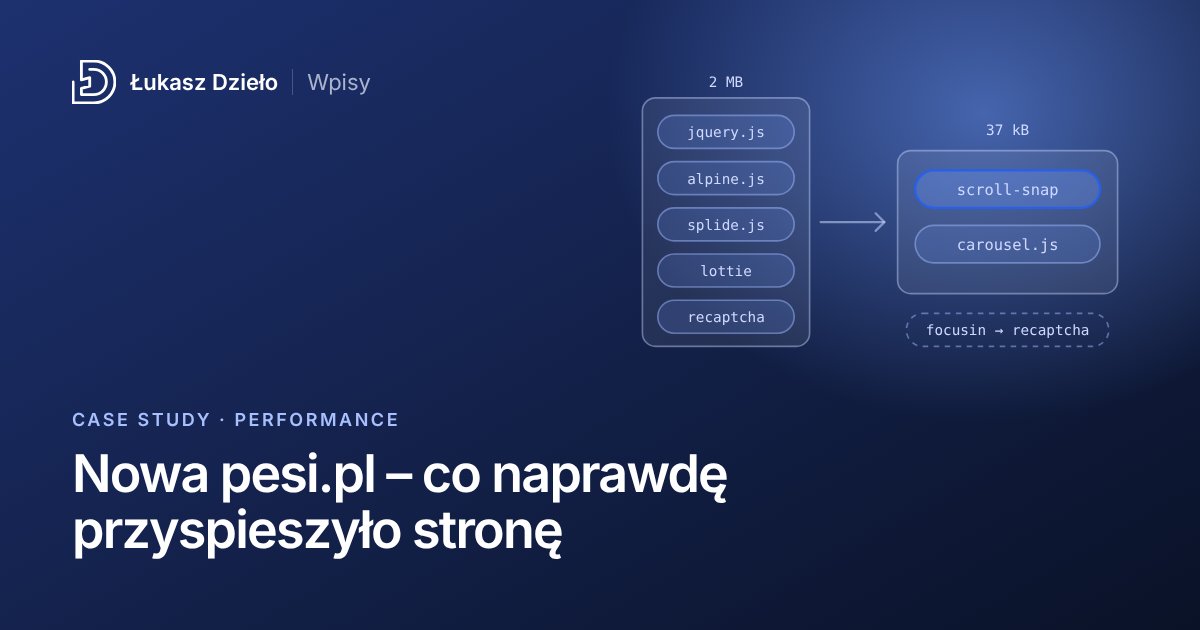 Łukasz Dzieło | Wpisy
2 MB
jquery.js
alpine.js
splide.js
lottie
recaptcha
37 kB
scroll-snap
carousel.js
focusin → recaptcha
CASE STUDY · PERFORMANCE
Nowa pesi.pl – co naprawdę
przyspieszyło stronę